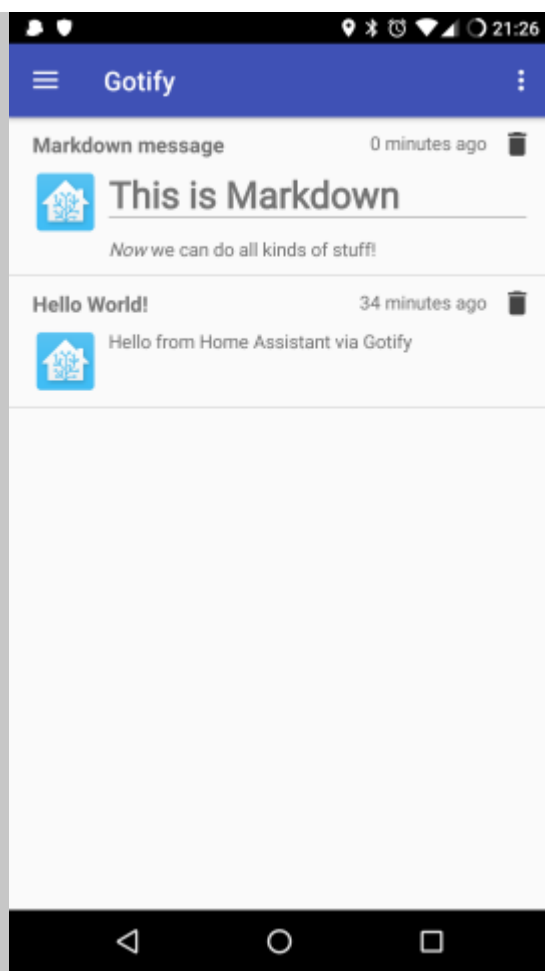 21:26
Gotify
Markdown message 0 minutes ago
This is Markdown
Now we can do all kinds of stuff!
Hello World! 34 minutes ago
Hello from Home Assistant via Gotify